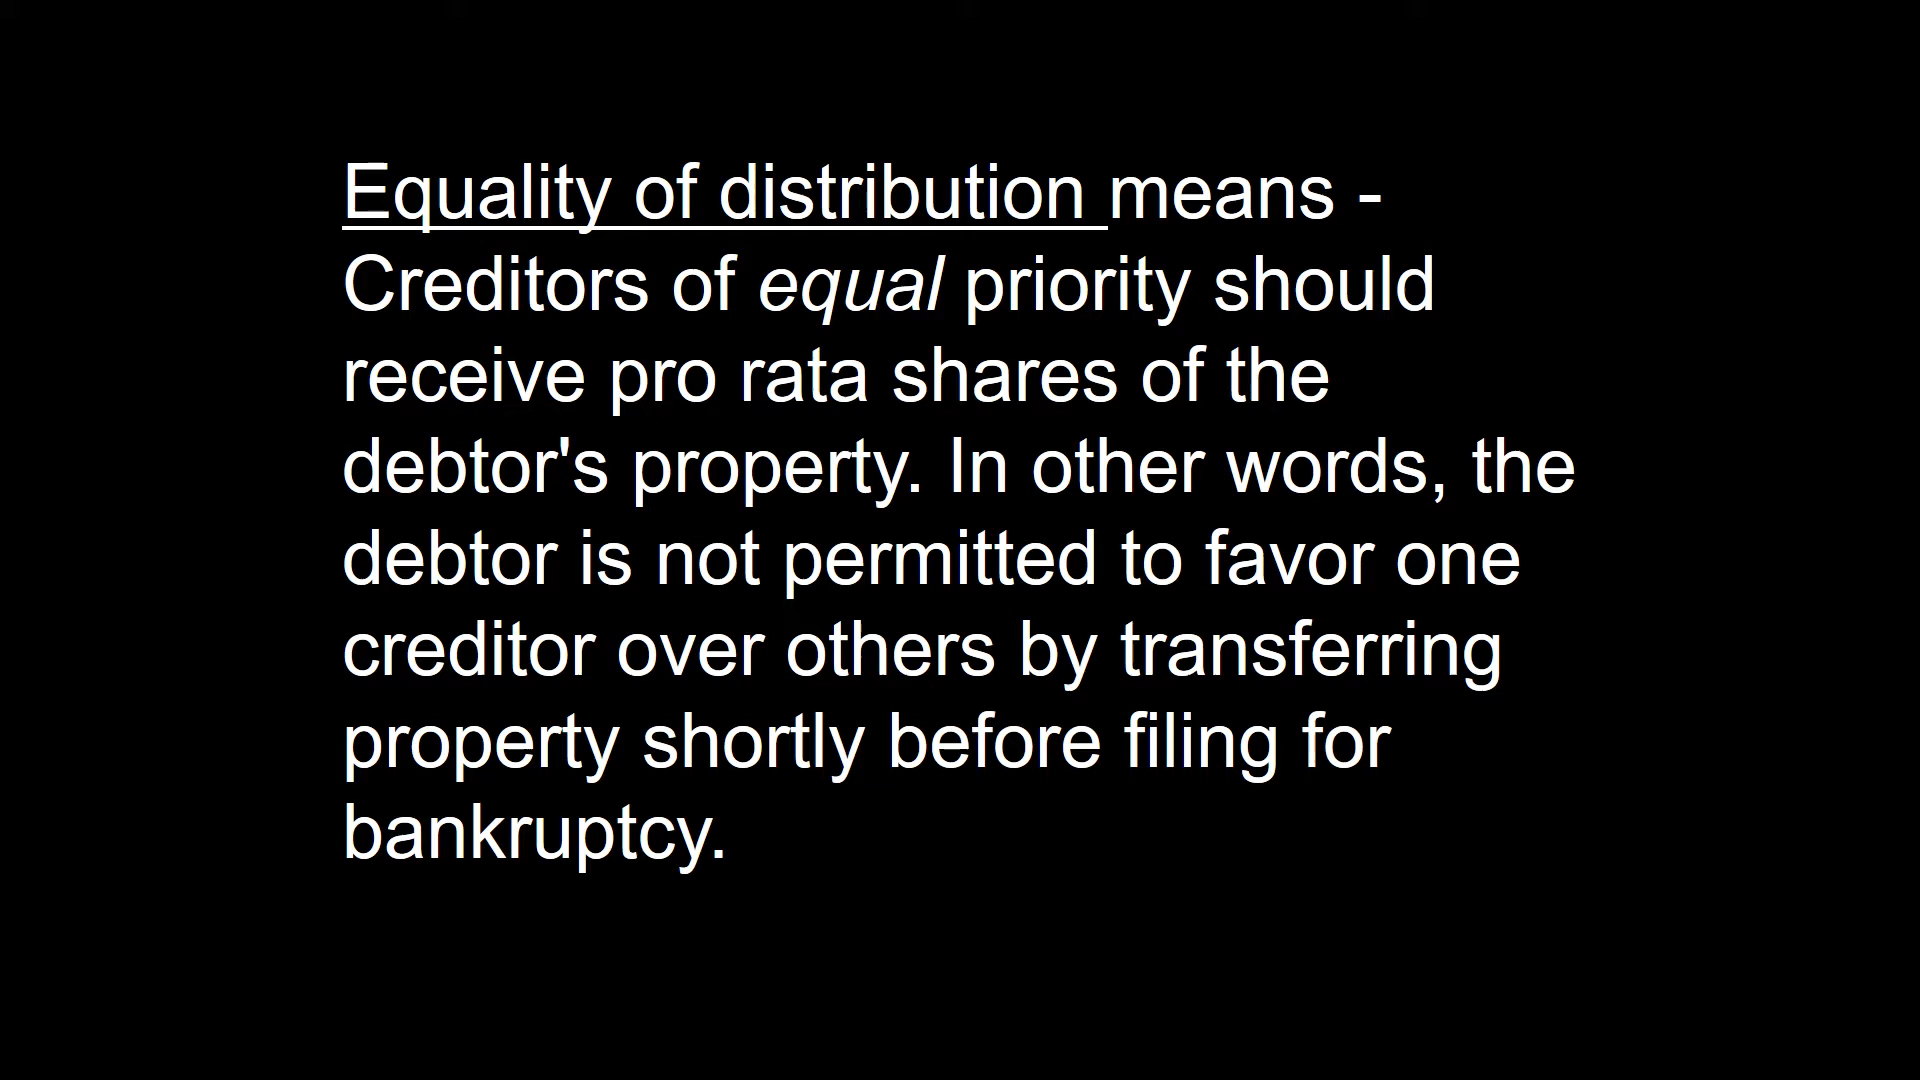 Equality of distribution means -
Creditors of equal priority should
receive pro rata shares of the
debtor's property. In other words, the
debtor is not permitted to favor one
creditor over others by transferring
property shortly before filing for
bankruptcy.